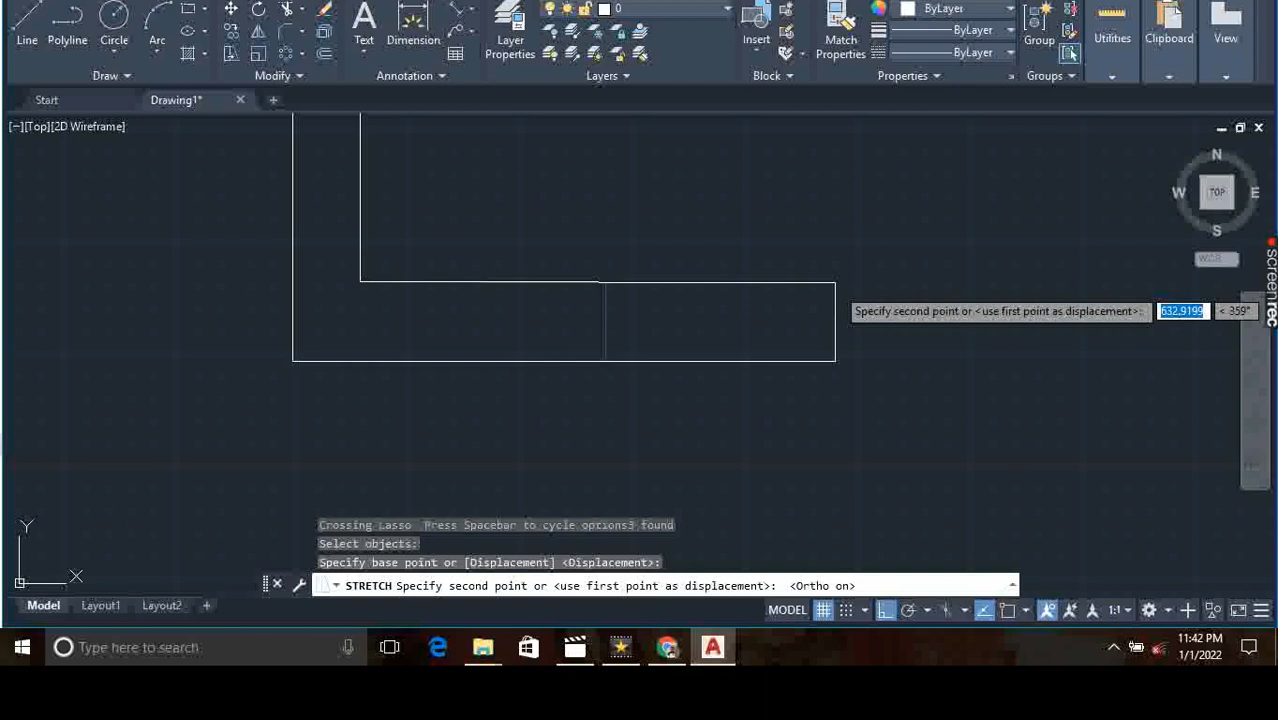 0
ByLayer
ByLayer
ByLayer
Line
Polyline
Circle
Arc
Text
Dimension
Layer
Properties
Insert
Match
Properties
Group
Utilities
Clipboard
View
Draw
Modify
Annotation
Layers
Block
Properties
Groups
Start
Drawing1*
[−][Top][2D Wireframe]
N
W
TOP
E
S
screenrec
Specify second point or <use first point as displacement>:
632.9199
< 359°
Crossing Lasso  Press Spacebar to cycle options3 found
Select objects:
Specify base point or [Displacement] <Displacement>:
STRETCH Specify second point or <use first point as displacement>:  <Ortho on>
Y
X
Model
Layout1
Layout2
MODEL
1:1
Type here to search
11:42 PM
1/1/2022